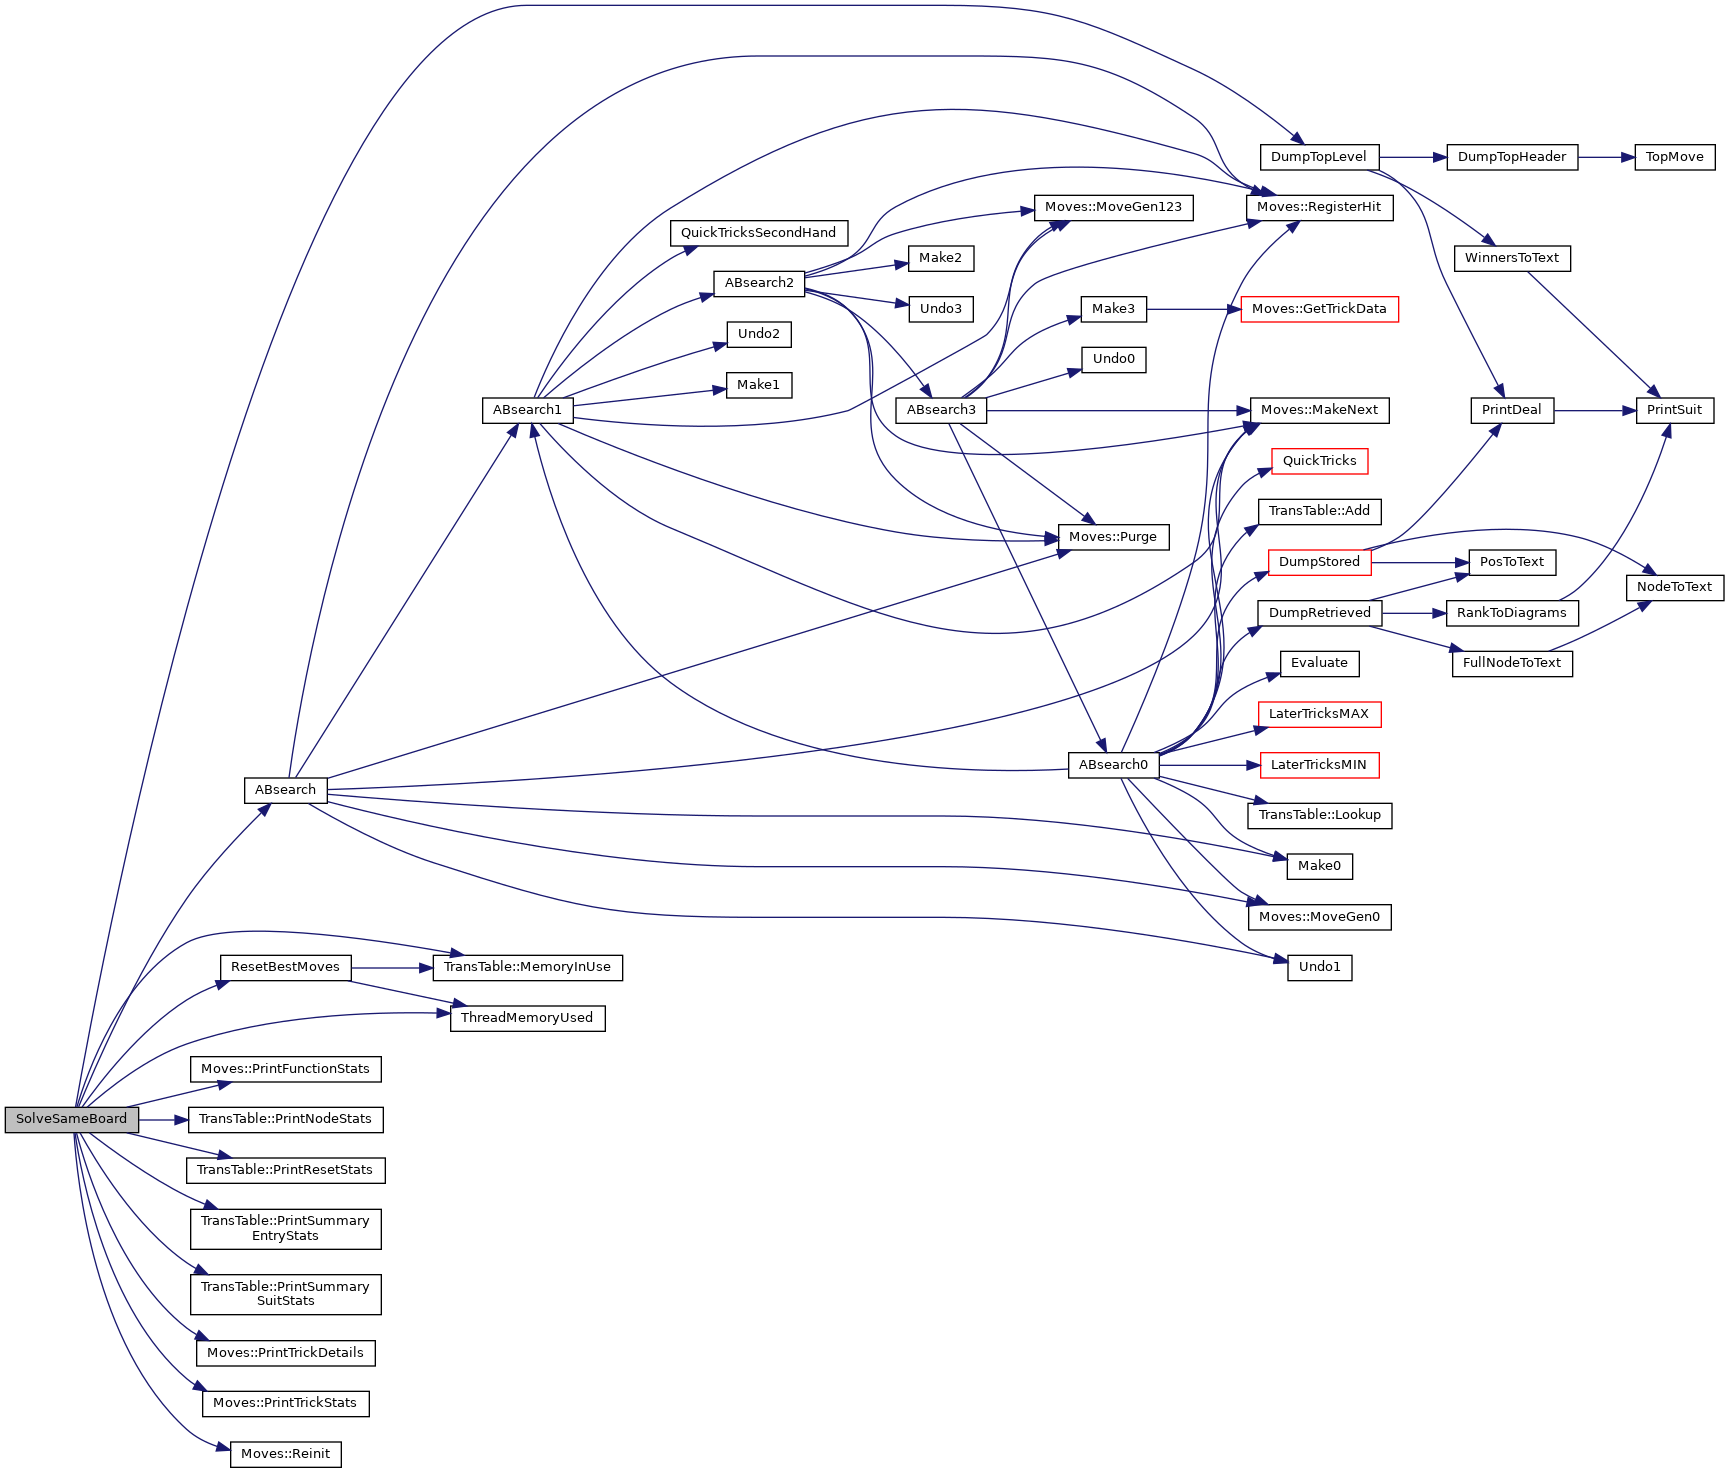 DumpTopLevel
DumpTopHeader
TopMove
Moves::MoveGen123
Moves::RegisterHit
QuickTricksSecondHand
Make2
WinnersToText
ABsearch2
Undo3
Make3
Moves::GetTrickData
Undo2
Undo0
Make1
ABsearch1
ABsearch3
Moves::MakeNext
PrintDeal
PrintSuit
QuickTricks
TransTable::Add
Moves::Purge
DumpStored
PosToText
NodeToText
DumpRetrieved
RankToDiagrams
Evaluate
FullNodeToText
LaterTricksMAX
ABsearch0
LaterTricksMIN
ABsearch
TransTable::Lookup
Make0
Moves::MoveGen0
ResetBestMoves
TransTable::MemoryInUse
Undo1
ThreadMemoryUsed
Moves::PrintFunctionStats
SolveSameBoard
TransTable::PrintNodeStats
TransTable::PrintResetStats
TransTable::PrintSummary
EntryStats
TransTable::PrintSummary
SuitStats
Moves::PrintTrickDetails
Moves::PrintTrickStats
Moves::Reinit